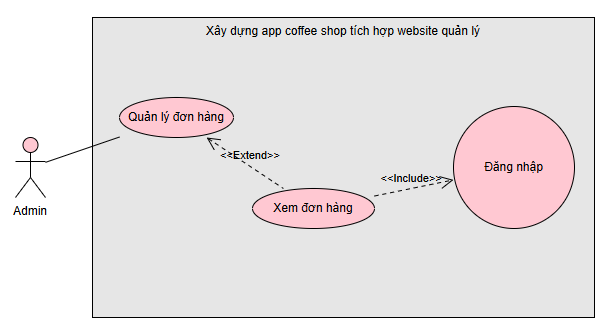 Xây dựng app coffee shop tích hợp website quản lý
Quản lý đơn hàng
<<Extend>>
Đăng nhập
<<Include>>
Xem đơn hàng
Admin